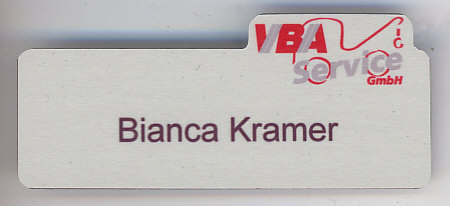 VBA
Service
GmbH
Bianca Kramer